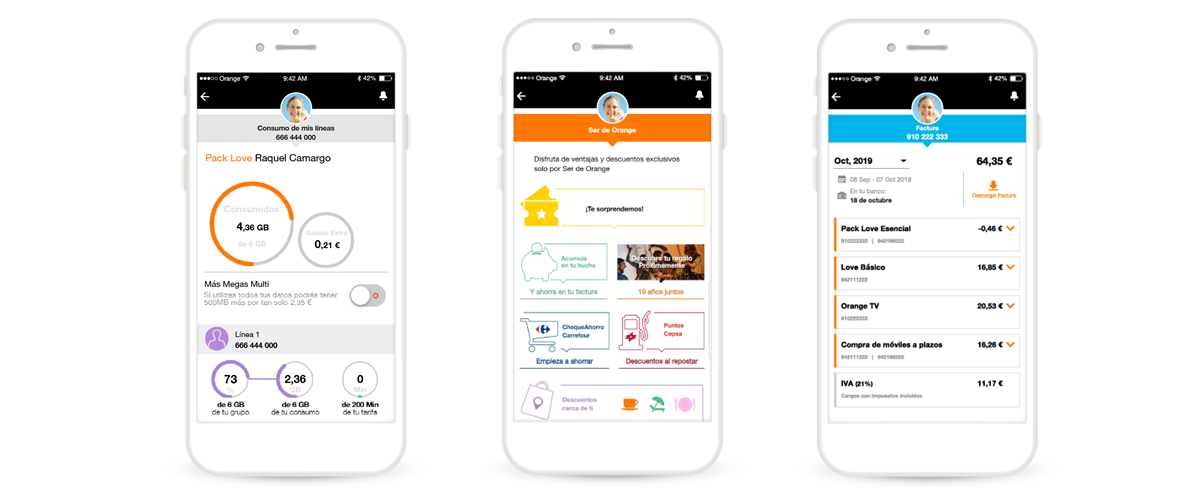 ●●●○○ Orange
9:42 AM
42%
Consumo de mis líneas
666 444 000
Pack Love Raquel Camargo
Consumidos
4,36 GB
de 6 GB
Gastos Extra
0,21 €
Más Megas Multi
Si utilizas todos tus datos podrás tener
500MB más por tan solo 2,95 €
Línea 1
666 444 000
73
%
2,36
GB
0
Min
de 6 GB
de tu grupo
de 6 GB
de tu consumo
de 200 Min
de tu tarifa
●●●○○ Orange
9:42 AM
42%
Ser de Orange
Disfruta de ventajas y descuentos exclusivos
solo por Ser de Orange
¡Te sorprendemos!
Acumula
en tu hucha
Y ahorra en tu factura
Descubre tu regalo
Próximamente
19 años juntos
ChequeAhorro
Carrefour
Empieza a ahorrar
Puntos
Cepsa
Descuentos al repostar
Descuentos
cerca de ti
●●●○○ Orange
9:42 AM
42%
Factura
910 222 333
Oct, 2019
64,35 €
08 Sep - 07 Oct 2019
En tu banco:
18 de octubre
Descargar Factura
Pack Love Esencial
-0,46 €
910222333 | 642199222
Love Básico
16,85 €
642111222
Orange TV
20,53 €
910222333
Compra de móviles a plazos
16,26 €
642111222 | 642199222
IVA (21%)
11,17 €
Cargos con impuestos incluidos